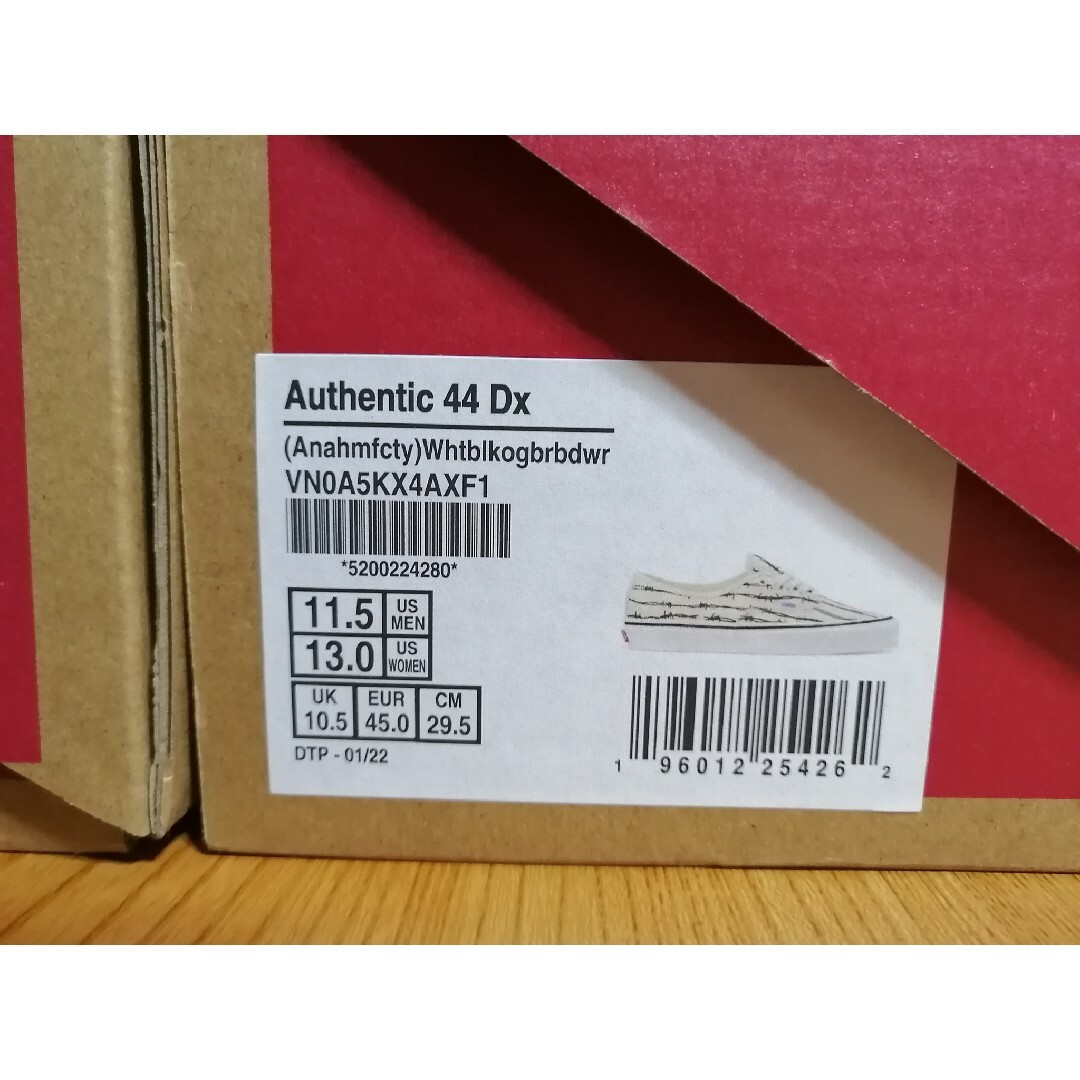 Authentic 44 Dx
(Anahmfcty)Whtblkogbrbdwr
VN0A5KX4AXF1
*5200224280*
11.5 US MEN
13.0 US WOMEN
UK EUR CM
10.5 45.0 29.5
DTP - 01/22
1 96012 25426 2